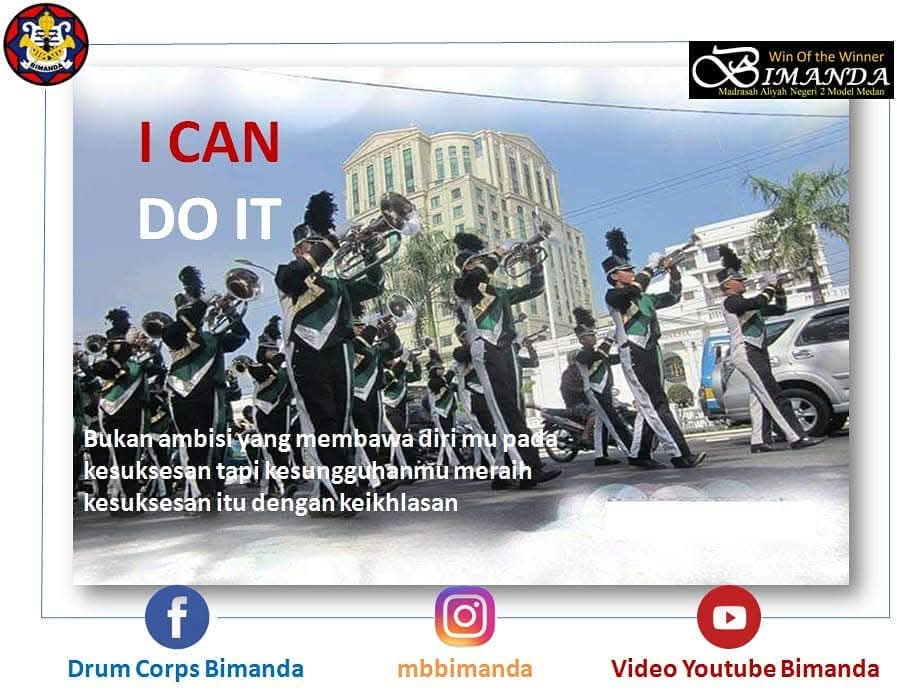 BIMANDA
Win Of the Winner
BIMANDA
Madrasah Aliyah Negeri 2 Model Medan
I CAN
DO IT
Bukan ambisi yang membawa diri mu pada
kesuksesan tapi kesungguhanmu meraih
kesuksesan itu dengan keikhlasan
Drum Corps Bimanda
mbbimanda
Video Youtube Bimanda